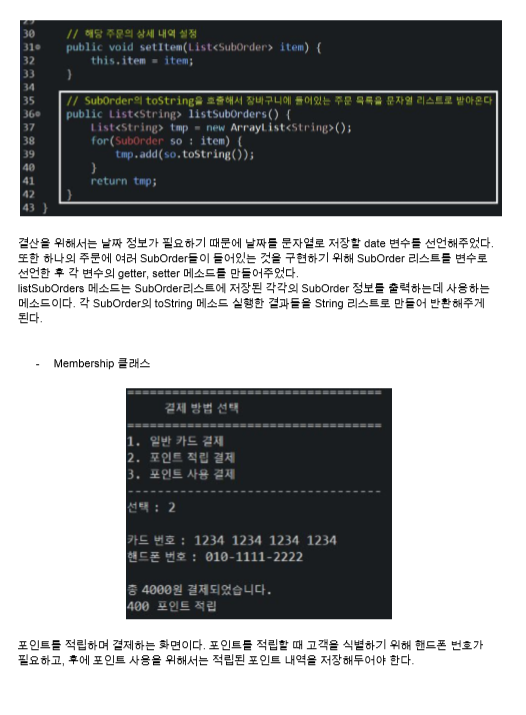 29
30 // 해당 주문의 상세 내역 설정
31 public void setItem(List<SubOrder> item) {
32 this.item = item;
33 }
34
35 // SubOrder의 toString을 호출해서 장바구니에 들어있는 주문 목록을 문자열 리스트로 받아온다
36 public List<String> listSubOrders() {
37 List<String> tmp = new ArrayList<String>();
38 for(SubOrder so : item) {
39 tmp.add(so.toString());
40 }
41 return tmp;
42 }
43 }
결산을 위해서는 날짜 정보가 필요하기 때문에 날짜를 문자열로 저장할 date 변수를 선언해주었다.
또한 하나의 주문에 여러 SubOrder들이 들어있는 것을 구현하기 위해 SubOrder 리스트를 변수로
선언한 후 각 변수의 getter, setter 메소드를 만들어주었다.
listSubOrders 메소드는 SubOrder리스트에 저장된 각각의 SubOrder 정보를 출력하는데 사용하는
메소드이다. 각 SubOrder의 toString 메소드 실행한 결과들을 String 리스트로 만들어 반환해주게
된다.
- Membership 클래스
==================================
결제 방법 선택
==================================
1. 일반 카드 결제
2. 포인트 적립 결제
3. 포인트 사용 결제
----------------------------------
선택 : 2
카드 번호 : 1234 1234 1234 1234
핸드폰 번호 : 010-1111-2222
총 4000원 결제되었습니다.
400 포인트 적립
포인트를 적립하며 결제하는 화면이다. 포인트를 적립할 때 고객을 식별하기 위해 핸드폰 번호가
필요하고, 후에 포인트 사용을 위해서는 적립된 포인트 내역을 저장해두어야 한다.